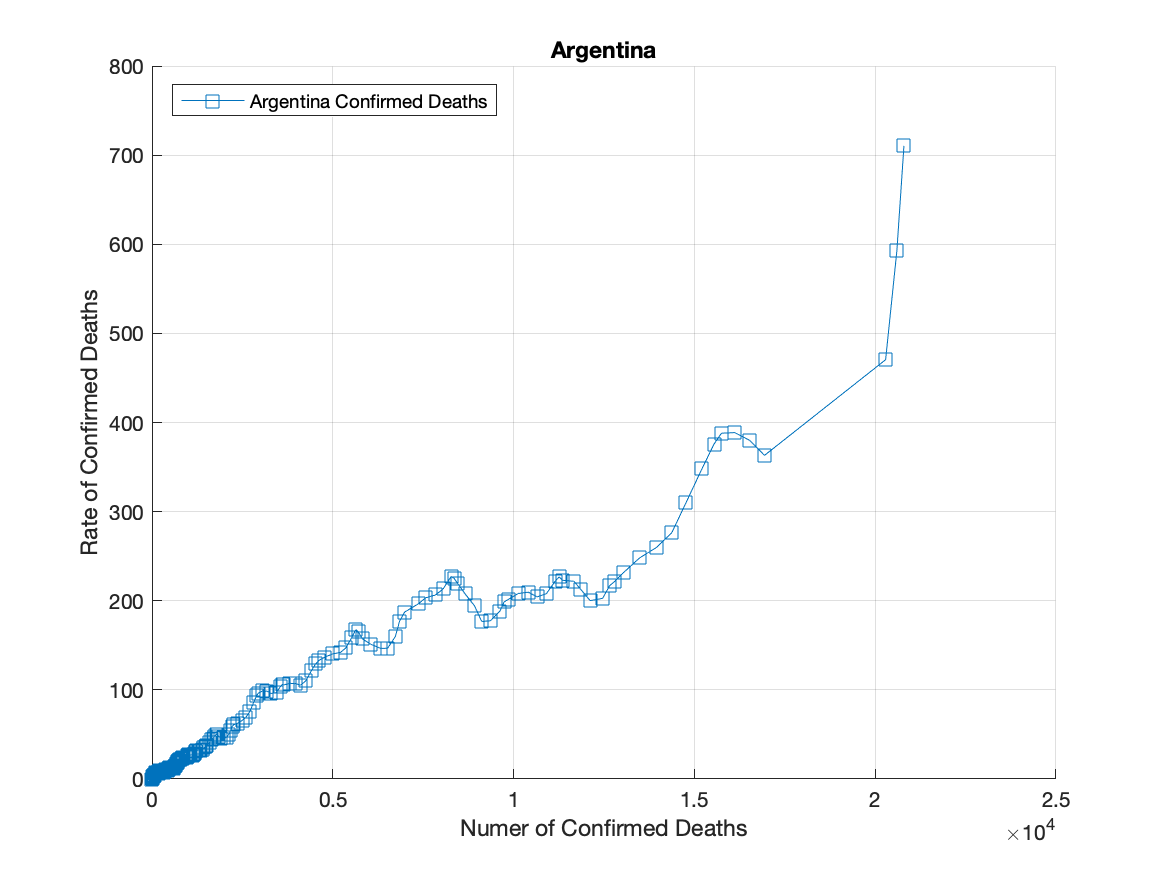 Argentina
Argentina Confirmed Deaths
800
700
600
500
400
300
200
100
0
Rate of Confirmed Deaths
0 0.5 1 1.5 2 2.5
Numer of Confirmed Deaths
×10⁴